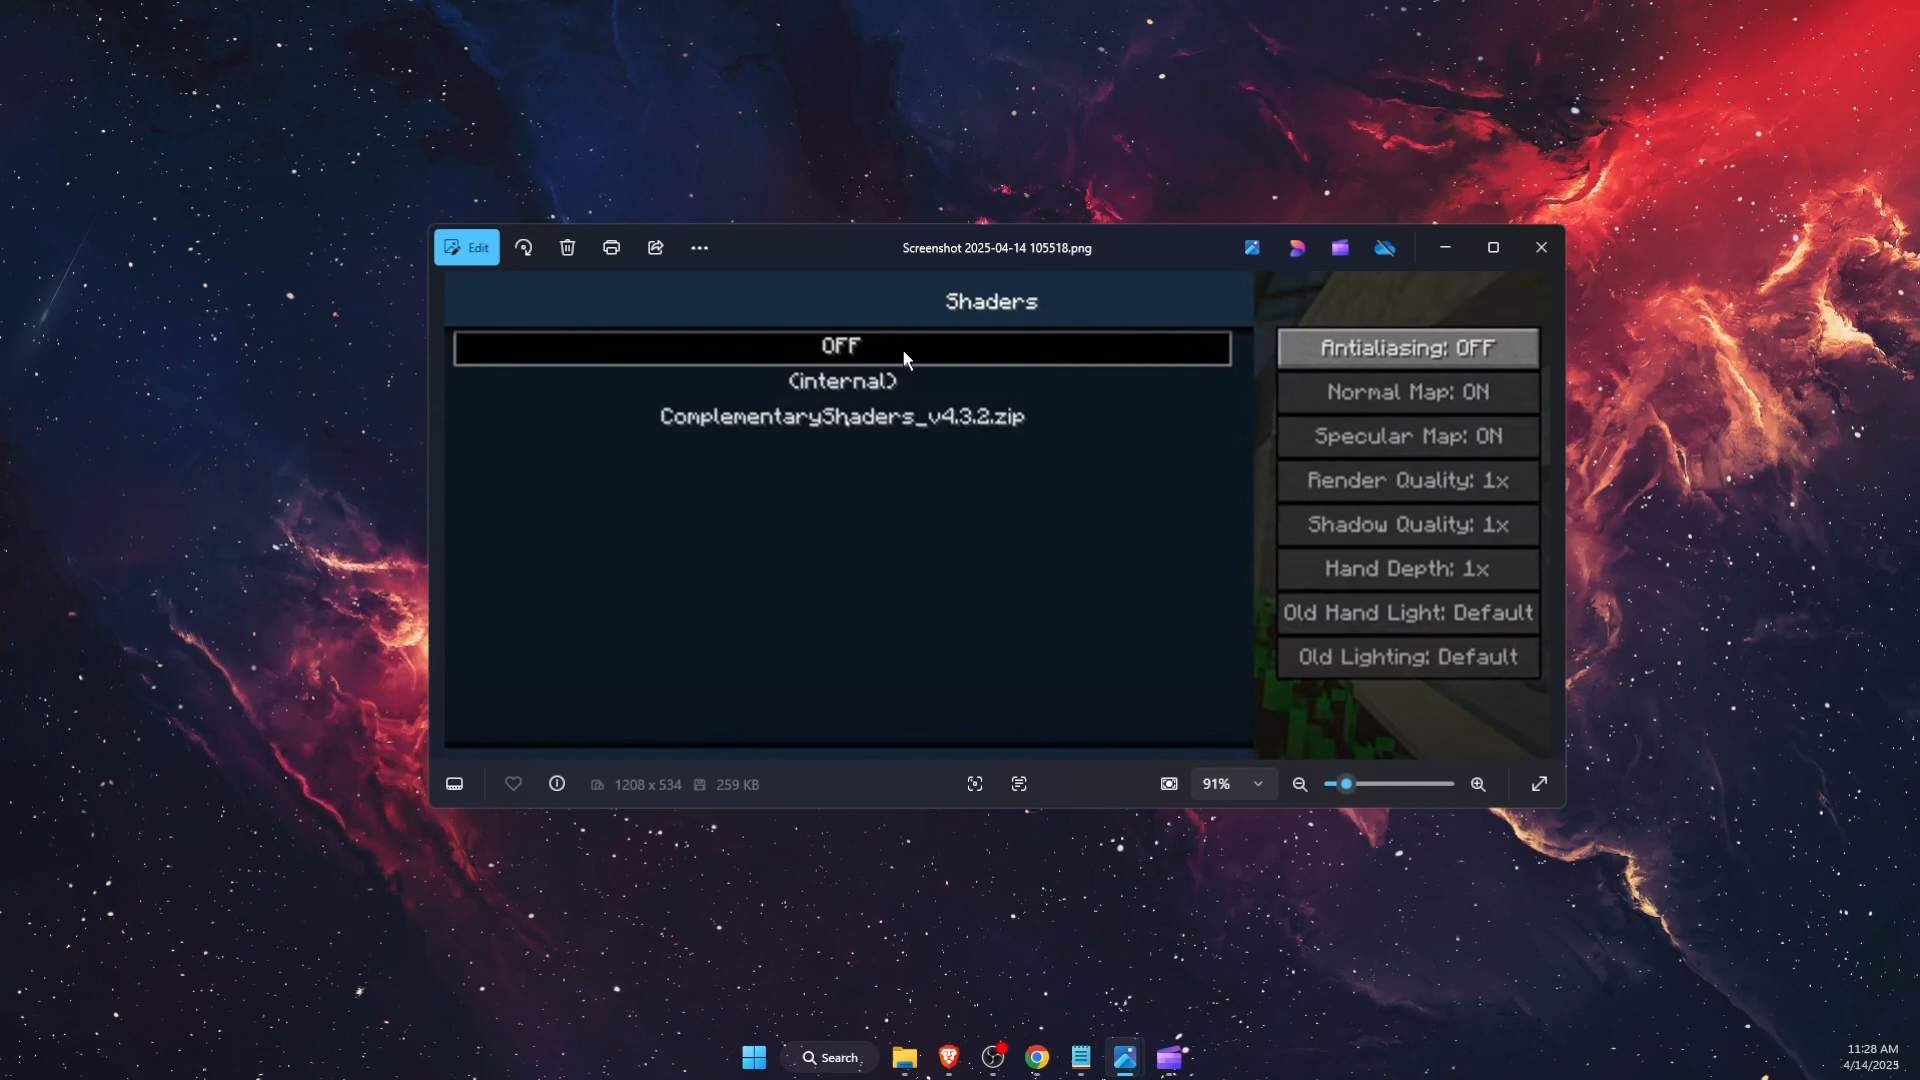 Edit
Screenshot 2025-04-14 105518.png
Shaders
OFF
(internal)
ComplementaryShaders_v4.3.2.zip
Antialiasing: OFF
Normal Map: ON
Specular Map: ON
Render Quality: 1x
Shadow Quality: 1x
Hand Depth: 1x
Old Hand Light: Default
Old Lighting: Default
1208 x 534
259 KB
91%
Search
11:28 AM
4/14/2025